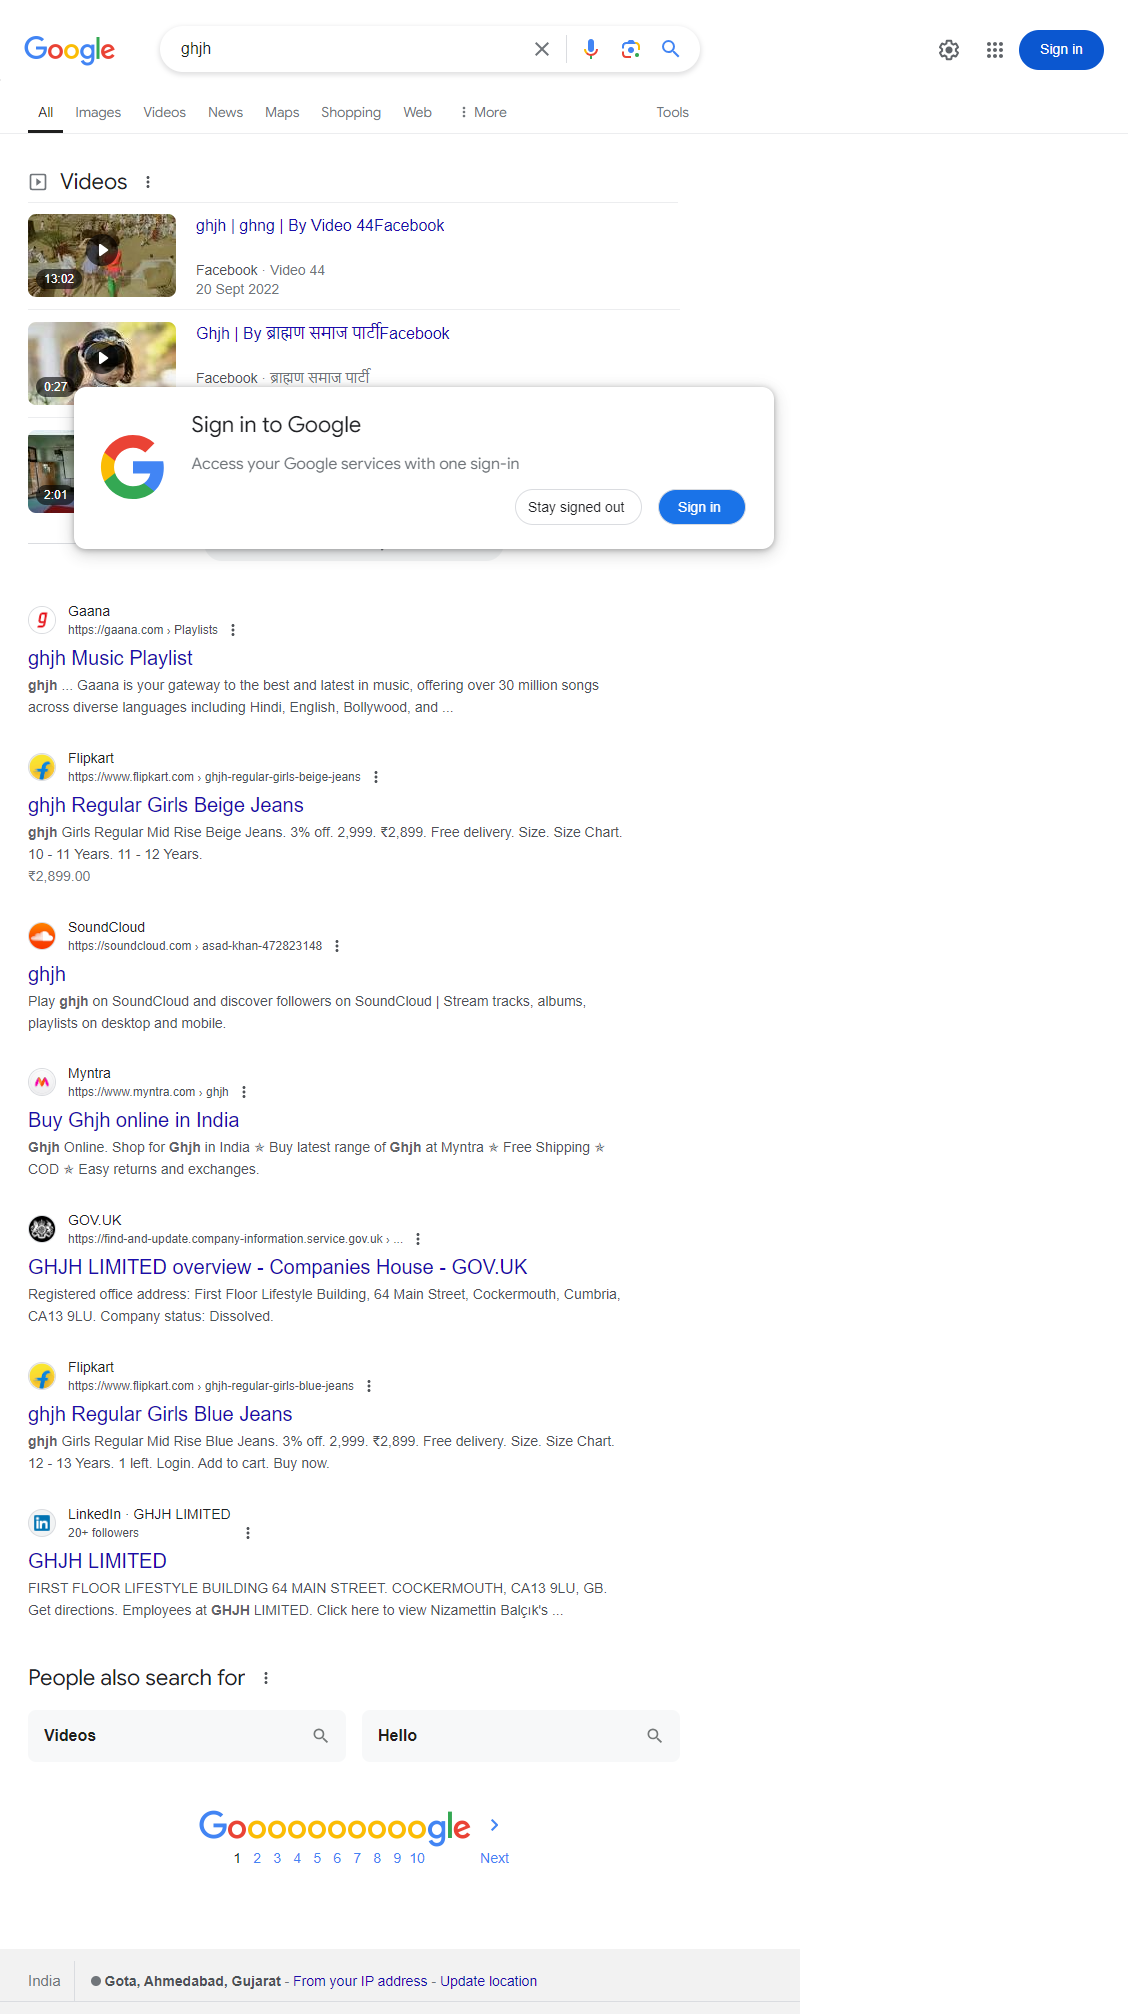 Google
ghjh
Sign in
All
Images
Videos
News
Maps
Shopping
Web
More
Tools
Videos
ghjh | ghng | By Video 44Facebook
13:02
Facebook · Video 44
20 Sept 2022
Ghjh | By ब्राह्मण समाज पार्टीFacebook
0:27
Facebook · ब्राह्मण समाज पार्टी
2:01
Sign in to Google
Access your Google services with one sign-in
Stay signed out
Sign in
Gaana
https://gaana.com › Playlists
ghjh Music Playlist
ghjh ... Gaana is your gateway to the best and latest in music, offering over 30 million songs
across diverse languages including Hindi, English, Bollywood, and ...
Flipkart
https://www.flipkart.com › ghjh-regular-girls-beige-jeans
ghjh Regular Girls Beige Jeans
ghjh Girls Regular Mid Rise Beige Jeans. 3% off. 2,999. ₹2,899. Free delivery. Size. Size Chart.
10 - 11 Years. 11 - 12 Years.
₹2,899.00
SoundCloud
https://soundcloud.com › asad-khan-472823148
ghjh
Play ghjh on SoundCloud and discover followers on SoundCloud | Stream tracks, albums,
playlists on desktop and mobile.
Myntra
https://www.myntra.com › ghjh
Buy Ghjh online in India
Ghjh Online. Shop for Ghjh in India ✯ Buy latest range of Ghjh at Myntra ✯ Free Shipping ✯
COD ✯ Easy returns and exchanges.
GOV.UK
https://find-and-update.company-information.service.gov.uk › ...
GHJH LIMITED overview - Companies House - GOV.UK
Registered office address: First Floor Lifestyle Building, 64 Main Street, Cockermouth, Cumbria,
CA13 9LU. Company status: Dissolved.
Flipkart
https://www.flipkart.com › ghjh-regular-girls-blue-jeans
ghjh Regular Girls Blue Jeans
ghjh Girls Regular Mid Rise Blue Jeans. 3% off. 2,999. ₹2,899. Free delivery. Size. Size Chart.
12 - 13 Years. 1 left. Login. Add to cart. Buy now.
LinkedIn · GHJH LIMITED
20+ followers
GHJH LIMITED
FIRST FLOOR LIFESTYLE BUILDING 64 MAIN STREET. COCKERMOUTH, CA13 9LU, GB.
Get directions. Employees at GHJH LIMITED. Click here to view Nizamettin Balçık's ...
People also search for
Videos
Hello
Goooooooooogle
1 2 3 4 5 6 7 8 9 10 Next
India
Gota, Ahmedabad, Gujarat - From your IP address - Update location